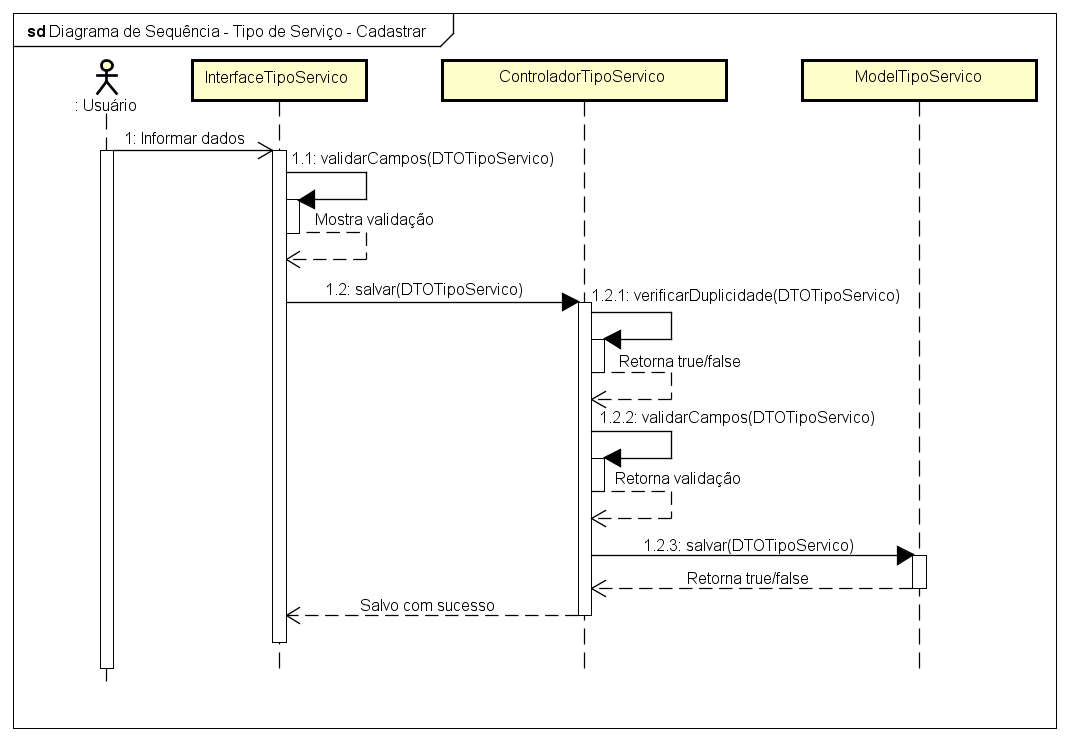 sd Diagrama de Sequência - Tipo de Serviço - Cadastrar
InterfaceTipoServico
ControladorTipoServico
ModelTipoServico
: Usuário
1: Informar dados
1.1: validarCampos(DTOTipoServico)
Mostra validação
1.2: salvar(DTOTipoServico)
1.2.1: verificarDuplicidade(DTOTipoServico)
Retorna true/false
1.2.2: validarCampos(DTOTipoServico)
Retorna validação
1.2.3: salvar(DTOTipoServico)
Retorna true/false
Salvo com sucesso